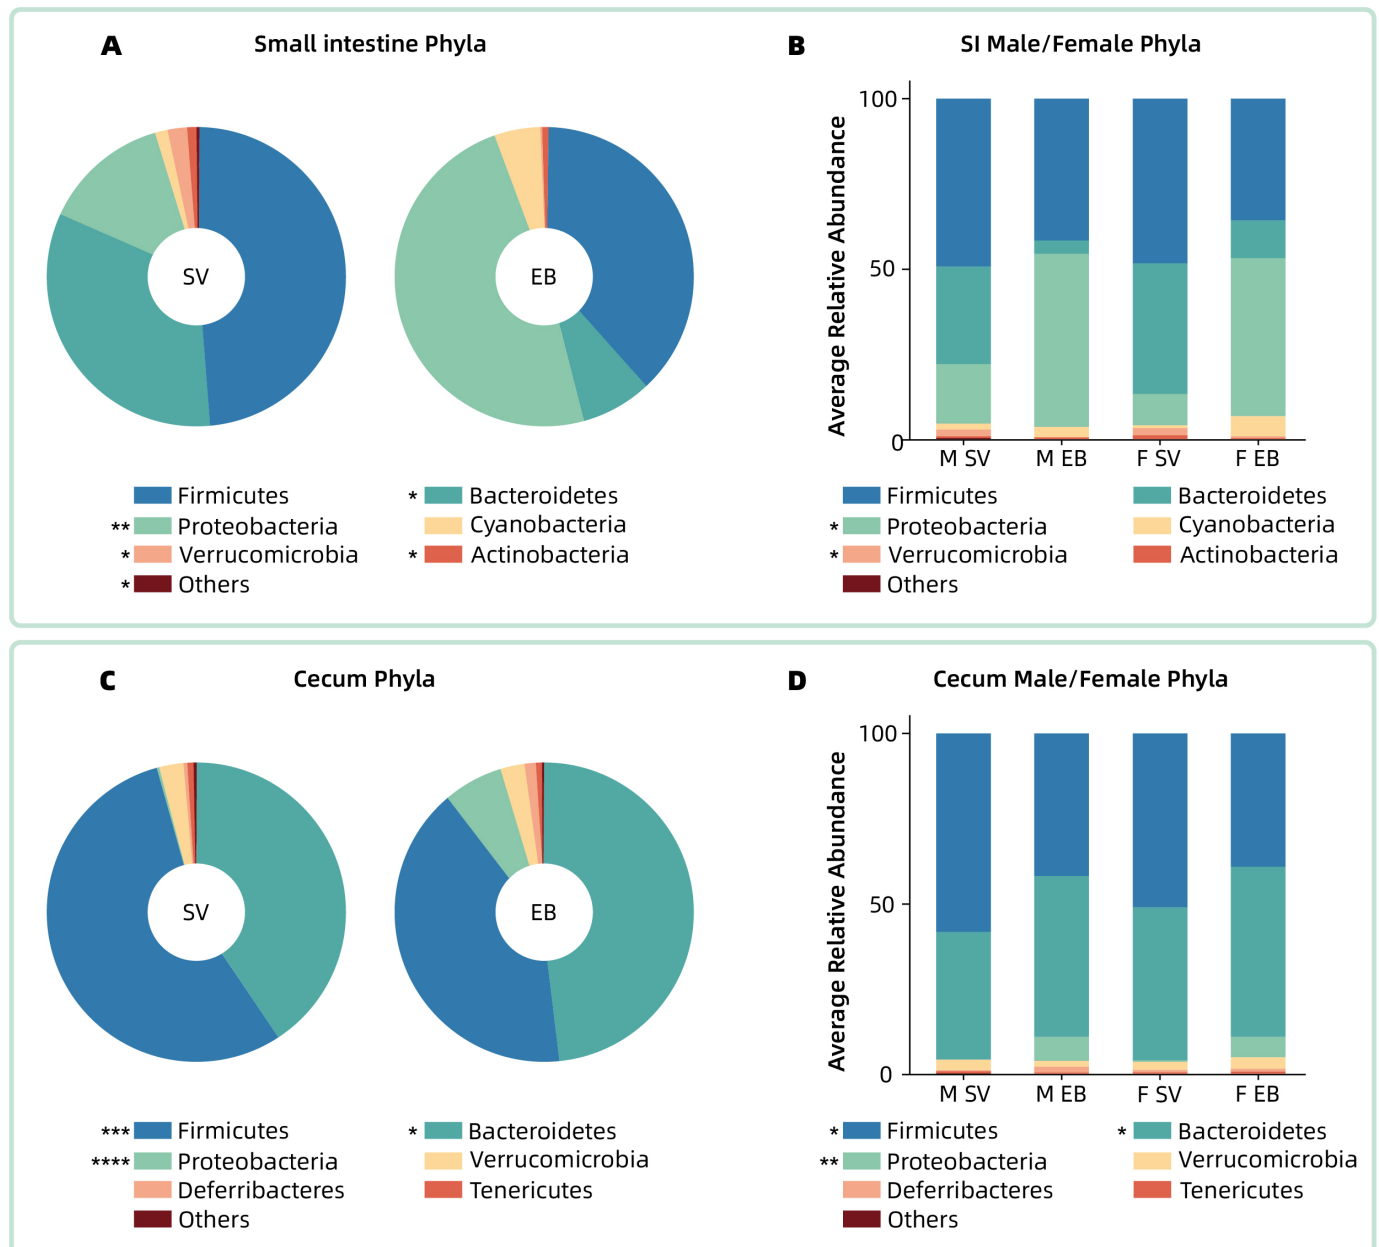 A
Small intestine Phyla
SV
EB
Firmicutes
* Bacteroidetes
** Proteobacteria
Cyanobacteria
* Verrucomicrobia
* Actinobacteria
* Others
B
SI Male/Female Phyla
Average Relative Abundance
100
50
0
M SV
M EB
F SV
F EB
Firmicutes
Bacteroidetes
* Proteobacteria
Cyanobacteria
* Verrucomicrobia
Actinobacteria
Others
C
Cecum Phyla
SV
EB
*** Firmicutes
* Bacteroidetes
**** Proteobacteria
Verrucomicrobia
Deferribacteres
Tenericutes
Others
D
Cecum Male/Female Phyla
Average Relative Abundance
100
50
0
M SV
M EB
F SV
F EB
* Firmicutes
* Bacteroidetes
** Proteobacteria
Verrucomicrobia
Deferribacteres
Tenericutes
Others